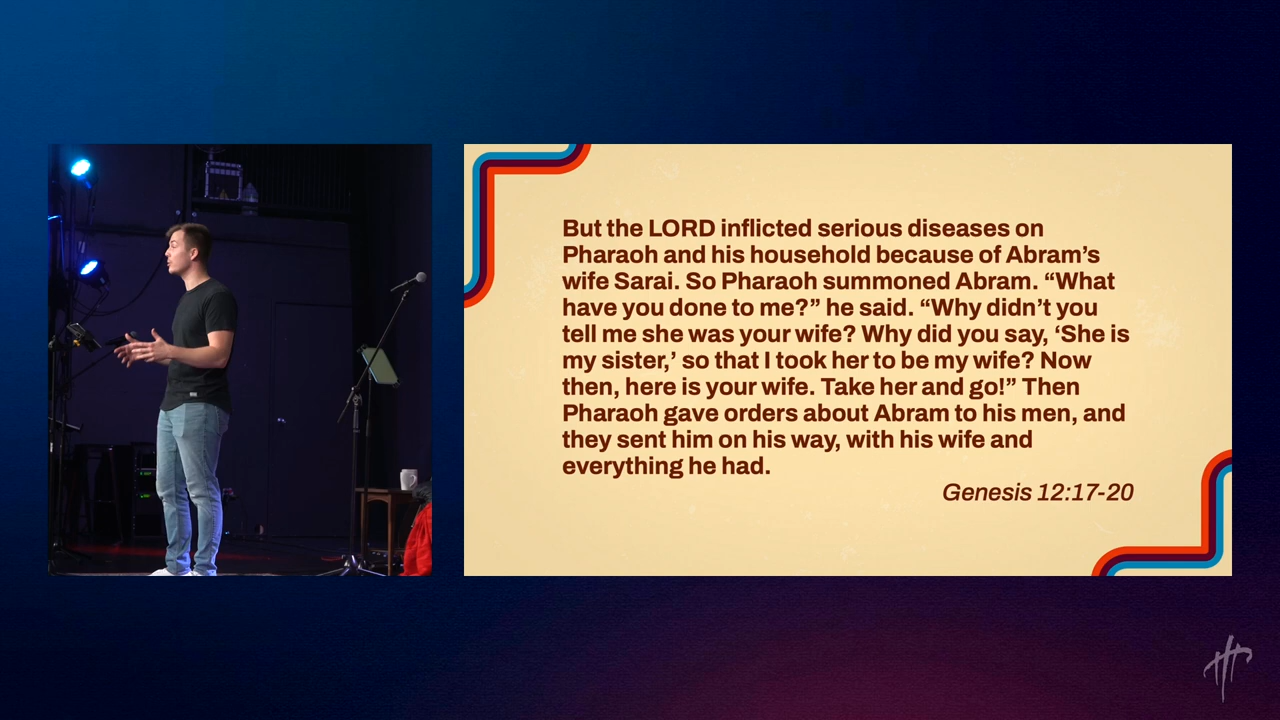 But the LORD inflicted serious diseases on
Pharaoh and his household because of Abram’s
wife Sarai. So Pharaoh summoned Abram. “What
have you done to me?” he said. “Why didn’t you
tell me she was your wife? Why did you say, ‘She is
my sister,’ so that I took her to be my wife? Now
then, here is your wife. Take her and go!” Then
Pharaoh gave orders about Abram to his men, and
they sent him on his way, with his wife and
everything he had.
Genesis 12:17-20